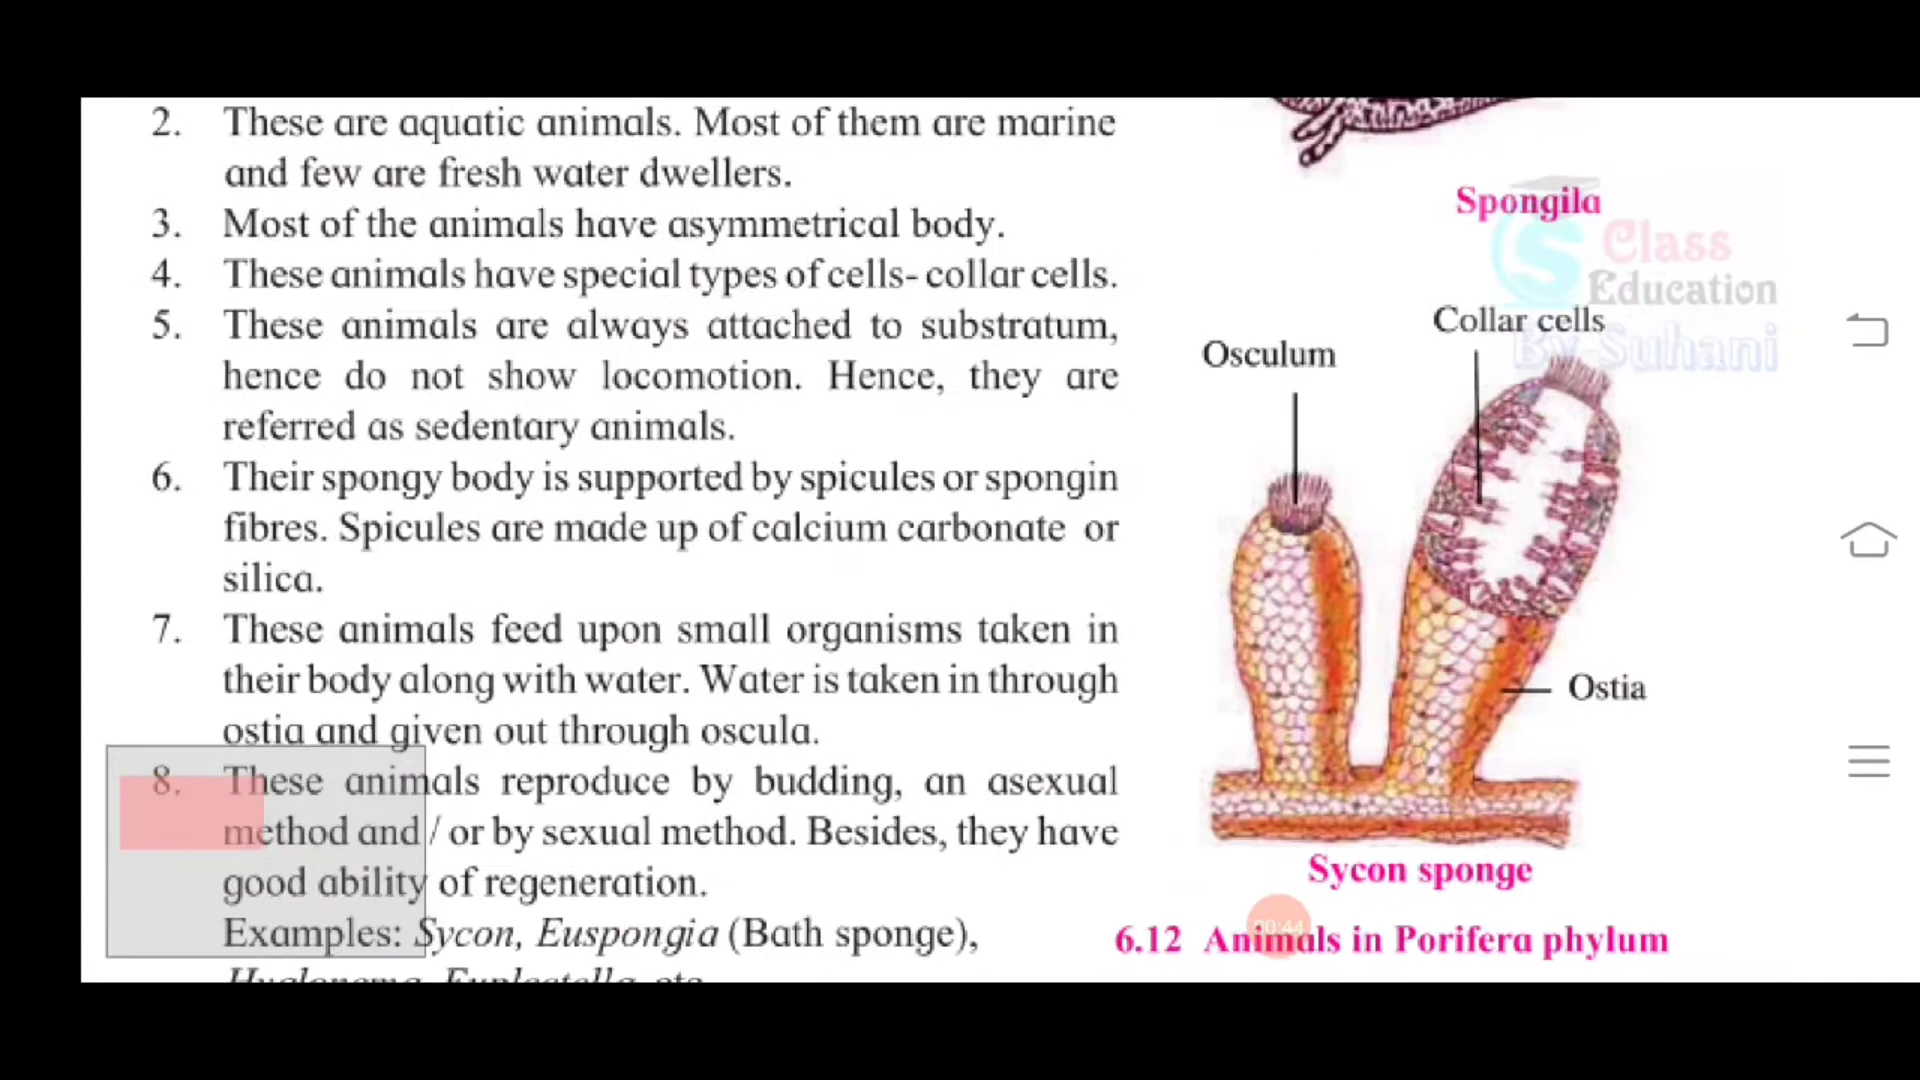 2. These are aquatic animals. Most of them are marine
and few are fresh water dwellers.
3. Most of the animals have asymmetrical body.
4. These animals have special types of cells- collar cells.
5. These animals are always attached to substratum,
hence do not show locomotion. Hence, they are
referred as sedentary animals.
6. Their spongy body is supported by spicules or spongin
fibres. Spicules are made up of calcium carbonate or
silica.
7. These animals feed upon small organisms taken in
their body along with water. Water is taken in through
ostia and given out through oscula.
8. These animals reproduce by budding, an asexual
method and / or by sexual method. Besides, they have
good ability of regeneration.
Examples: Sycon, Euspongia (Bath sponge),
Hyalonema, Euplectella, etc
Spongila
S Class
Education
By Suhani
Collar cells
Osculum
Ostia
Sycon sponge
00:44
6.12 Animals in Porifera phylum